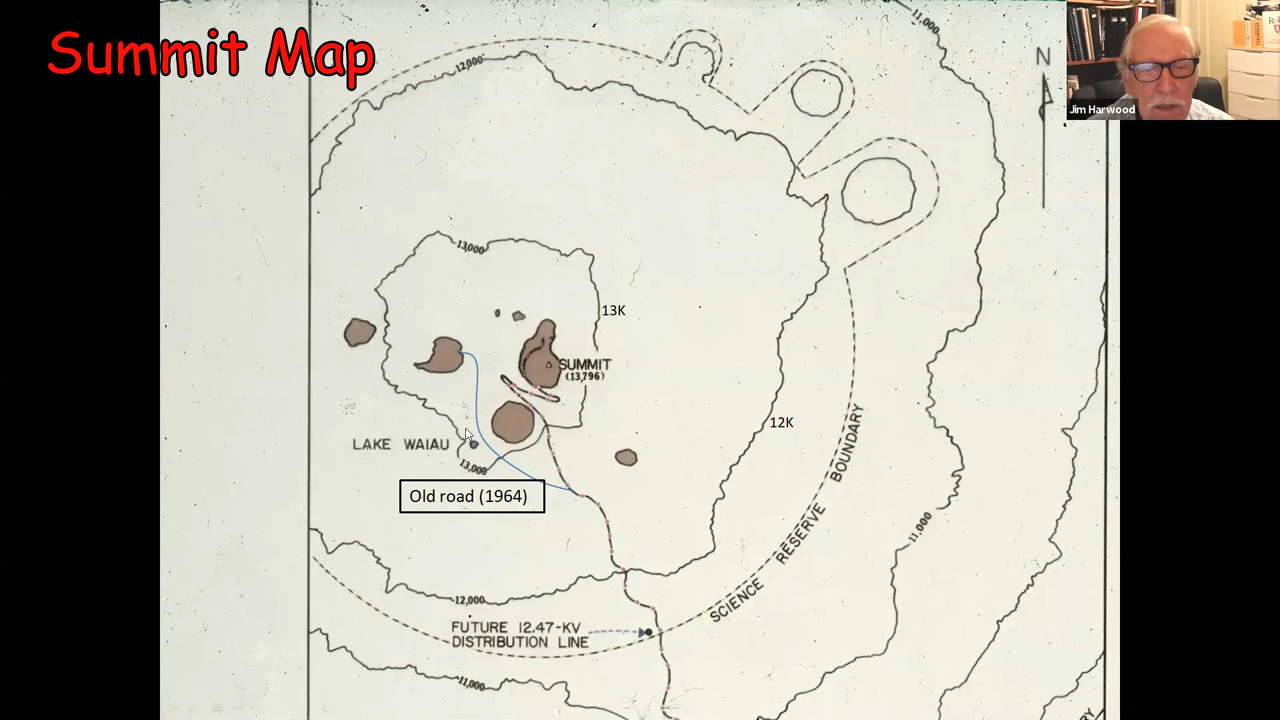 Summit Map
11,000
12,000
N
Jim Harwood
13,000
13K
SUMMIT
(13,796)
12K
LAKE WAIAU
13,000
Old road (1964)
SCIENCE RESERVE BOUNDARY
11,000
12,000
FUTURE 12.47-KV
DISTRIBUTION LINE
11,000